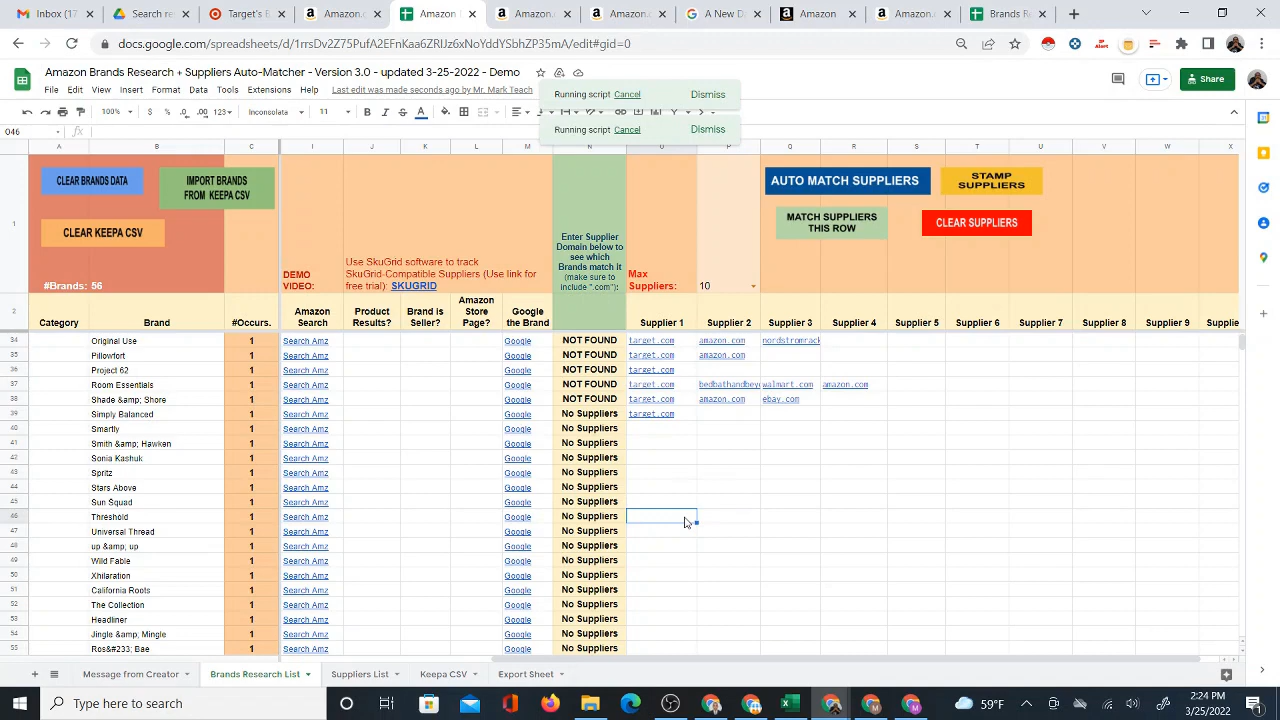 Brands -
Target: 50
Amazon
Amazon
G A New D
Amazon
Amazon
Brands Re
docs.google.com/spreadsheets/d/1rrsDv2Z75Puf2EFnKaa6ZRlUz6xNoYddYShbZP35mA/edit#gid=0
Amazon Brands Research + Suppliers Auto-Match - Version 3.0 - updated 3-25-2022 - Demo
Share
File Edit View Insert Format Data Tools Extensions Help Last edit was made seconds ago by Mr. Mark Teach
Running script Cancel Dismiss
100% $ % .0 .00 123 Inconsolata 11 B I S A
Running script Cancel Dismiss
O46 fx
A B C I J K L M N O P Q R S T U V W X
1
CLEAR BRANDS DATA
IMPORT BRANDS
FROM KEEPA CSV
CLEAR KEEPA CSV
#Brands: 56
DEMO
VIDEO:
Use SkuGrid software to track
SkuGrid-Compatible Suppliers (Use link for
free trial): SKUGRID
Enter Supplier
Domain below to
see which
Brands match it
(make sure to
include ".com"):
Max
Suppliers:
10
AUTO MATCH SUPPLIERS
STAMP
SUPPLIERS
MATCH SUPPLIERS
THIS ROW
CLEAR SUPPLIERS
2
Category
Brand
#Occurs.
Amazon
Search
Product
Results?
Brand is
Seller?
Amazon
Store
Page?
Google
the Brand
Supplier 1
Supplier 2
Supplier 3
Supplier 4
Supplier 5
Supplier 6
Supplier 7
Supplier 8
Supplier 9
Supplie
34 Original Use 1 Search Amz Google NOT FOUND target.com amazon.com nordstromrack
35 Pillowfort 1 Search Amz Google NOT FOUND target.com amazon.com
36 Project 62 1 Search Amz Google NOT FOUND target.com
37 Room Essentials 1 Search Amz Google NOT FOUND target.com bedbathandbeyo walmart.com amazon.com
38 Shade &amp; Shore 1 Search Amz Google NOT FOUND target.com amazon.com ebay.com
39 Simply Balanced 1 Search Amz Google No Suppliers target.com
40 Smartly 1 Search Amz Google No Suppliers
41 Smith &amp; Hawken 1 Search Amz Google No Suppliers
42 Sonia Kashuk 1 Search Amz Google No Suppliers
43 Spritz 1 Search Amz Google No Suppliers
44 Stars Above 1 Search Amz Google No Suppliers
45 Sun Squad 1 Search Amz Google No Suppliers
46 Threshold 1 Search Amz Google No Suppliers
47 Universal Thread 1 Search Amz Google No Suppliers
48 up &amp; up 1 Search Amz Google No Suppliers
49 Wild Fable 1 Search Amz Google No Suppliers
50 Xhilaration 1 Search Amz Google No Suppliers
51 California Roots 1 Search Amz Google No Suppliers
52 The Collection 1 Search Amz Google No Suppliers
53 Headliner 1 Search Amz Google No Suppliers
54 Jingle &amp; Mingle 1 Search Amz Google No Suppliers
55 Ros&#233; Bae 1 Search Amz Google No Suppliers
Message from Creator Brands Research List Suppliers List Keepa CSV Export Sheet
Type here to search
59°F
2:24 PM
3/25/2022